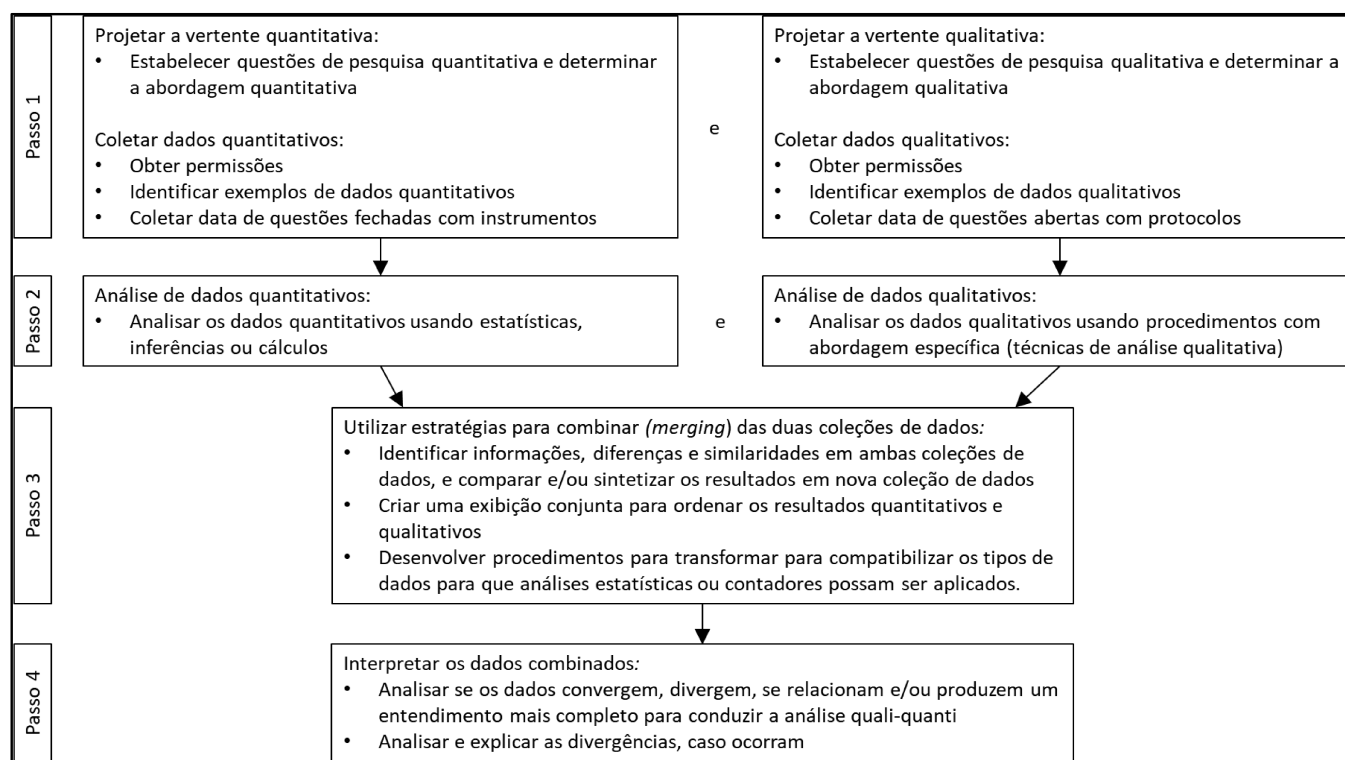 Passo 1
Projetar a vertente quantitativa:
• Estabelecer questões de pesquisa quantitativa e determinar
a abordagem quantitativa
Coletar dados quantitativos:
• Obter permissões
• Identificar exemplos de dados quantitativos
• Coletar data de questões fechadas com instrumentos
e
Projetar a vertente qualitativa:
• Estabelecer questões de pesquisa qualitativa e determinar a
abordagem qualitativa
Coletar dados qualitativos:
• Obter permissões
• Identificar exemplos de dados qualitativos
• Coletar data de questões abertas com protocolos
Passo 2
Análise de dados quantitativos:
• Analisar os dados quantitativos usando estatísticas,
inferências ou cálculos
e
Análise de dados qualitativos:
• Analisar os dados qualitativos usando procedimentos com
abordagem específica (técnicas de análise qualitativa)
Passo 3
Utilizar estratégias para combinar (merging) das duas coleções de dados:
• Identificar informações, diferenças e similaridades em ambas coleções de
dados, e comparar e/ou sintetizar os resultados em nova coleção de dados
• Criar uma exibição conjunta para ordenar os resultados quantitativos e
qualitativos
• Desenvolver procedimentos para transformar para compatibilizar os tipos de
dados para que análises estatísticas ou contadores possam ser aplicados.
Passo 4
Interpretar os dados combinados:
• Analisar se os dados convergem, divergem, se relacionam e/ou produzem um
entendimento mais completo para conduzir a análise quali-quanti
• Analisar e explicar as divergências, caso ocorram